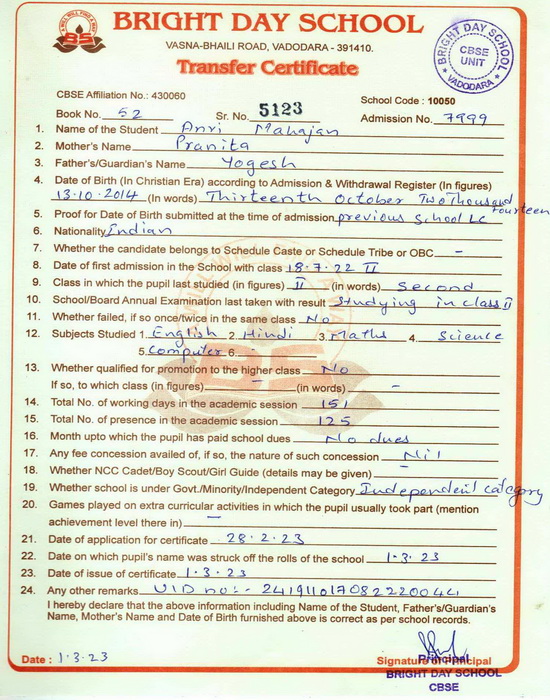 BRIGHT DAY SCHOOL
VASNA-BHAILI ROAD, VADODARA - 391410.
Transfer Certificate
BRIGHT DAY SCHOOL
CBSE
UNIT
VADODARA
CBSE Affiliation No.: 430060
School Code : 10050
Book No. 52 Sr. No. 5123 Admission No. 7999
1. Name of the Student Anri Mahajan
2. Mother's Name Pranita
3. Father's/Guardian's Name Yogesh
4. Date of Birth (In Christian Era) according to Admission & Withdrawal Register (In figures)
13-10-2014 (In words) Thirteenth October Two Thousand Fourteen
5. Proof for Date of Birth submitted at the time of admission previous School LC
6. Nationality Indian
7. Whether the candidate belongs to Schedule Caste or Schedule Tribe or OBC -
8. Date of first admission in the School with class 18-7-22 II
9. Class in which the pupil last studied (in figures) II (in words) Second
10. School/Board Annual Examination last taken with result Studying in class II
11. Whether failed, if so once/twice in the same class No
12. Subjects Studied 1. English 2. Hindi 3. Maths 4. Science
5. Computer 6.
13. Whether qualified for promotion to the higher class No
If so, to which class (in figures) - (in words) -
14. Total No. of working days in the academic session 151
15. Total No. of presence in the academic session 125
16. Month upto which the pupil has paid school dues No dues
17. Any fee concession availed of, if so, the nature of such concession Nil
18. Whether NCC Cadet/Boy Scout/Girl Guide (details may be given) -
19. Whether school is under Govt./Minority/Independent Category Independent category
20. Games played on extra curricular activities in which the pupil usually took part (mention
achievement level there in) -
21. Date of application for certificate 28.2.23
22. Date on which pupil's name was struck off the rolls of the school 1.3.23
23. Date of issue of certificate 1.3.23
24. Any other remarks UID no:- 241911017082220044
I hereby declare that the above information including Name of the Student, Father's/Guardian's
Name, Mother's Name and Date of Birth furnished above is correct as per school records.
Date : 1.3.23
Signature of Principal
Principal
BRIGHT DAY SCHOOL
CBSE